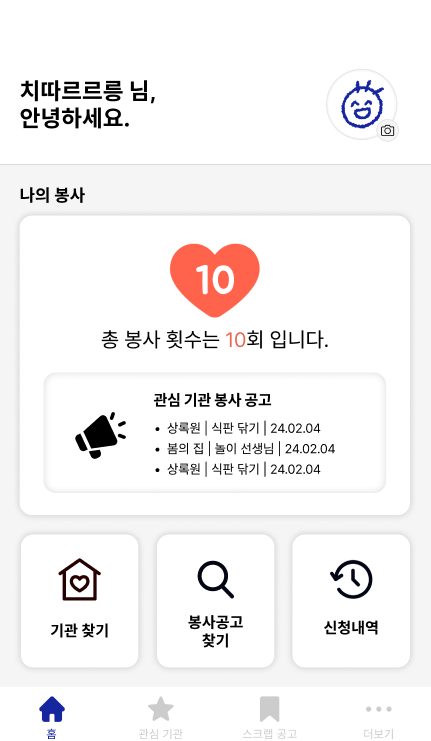 치따르르릉 님,
안녕하세요.
나의 봉사
10
총 봉사 횟수는 10회 입니다.
관심 기관 봉사 공고
• 상록원 | 식판 닦기 | 24.02.04
• 봄의 집 | 놀이 선생님 | 24.02.04
• 상록원 | 식판 닦기 | 24.02.04
기관 찾기
봉사공고
찾기
신청내역
홈
관심 기관
스크랩 공고
더보기